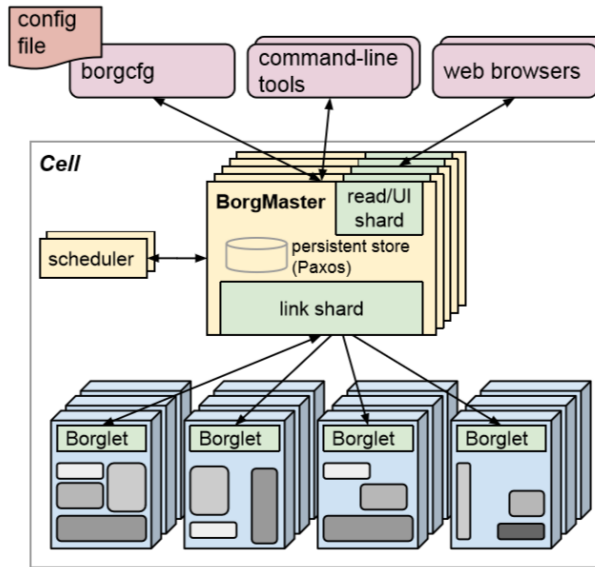 config
file
borgcfg
command-line
tools
web browsers
Cell
BorgMaster
read/UI
shard
persistent store
(Paxos)
scheduler
link shard
Borglet
Borglet
Borglet
Borglet